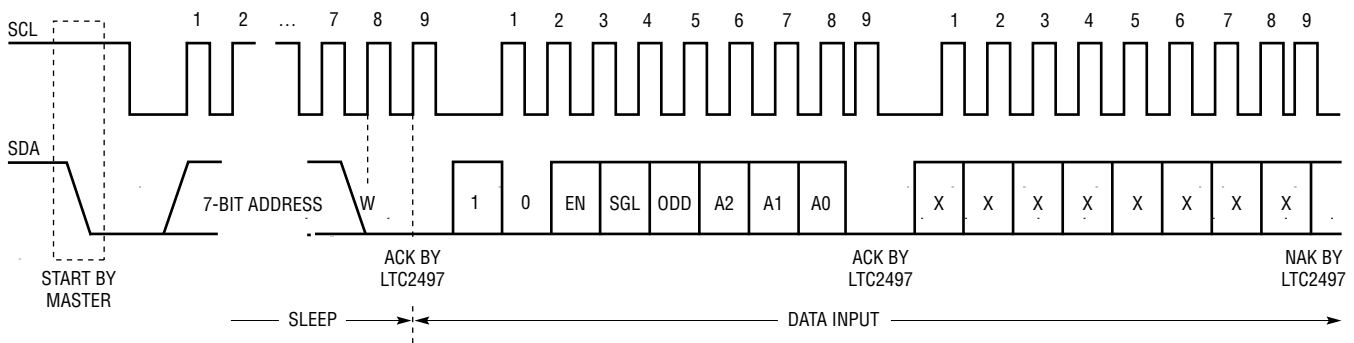 1 2 … 7 8 9 1 2 3 4 5 6 7 8 9 1 2 3 4 5 6 7 8 9
SCL
SDA
7-BIT ADDRESS W 1 0 EN SGL ODD A2 A1 A0 X X X X X X X X
START BY
MASTER
ACK BY
LTC2497
ACK BY
LTC2497
NAK BY
LTC2497
SLEEP DATA INPUT